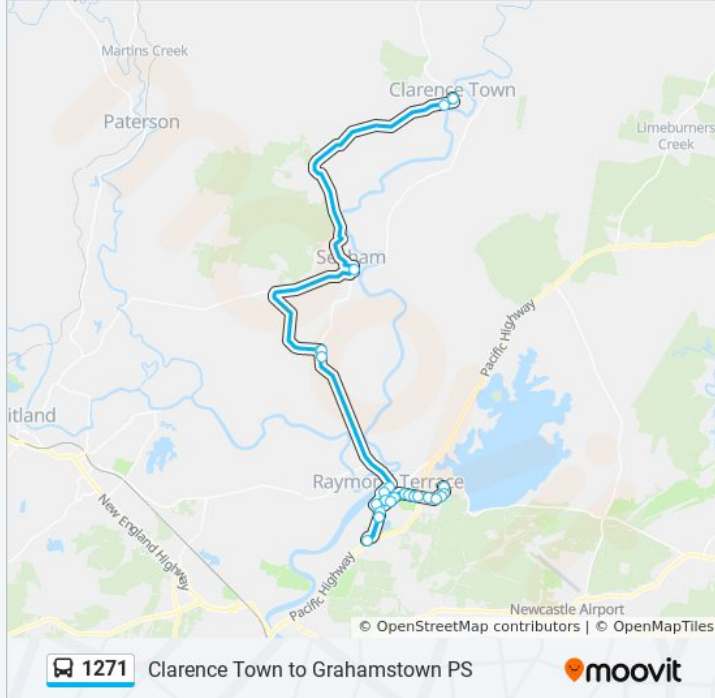 Martins Creek
Clarence Town
Paterson
Limeburners
Creek
Seaham
Pacific Highway
itland
Raymond Terrace
New England Highway
Pacific Highway
Newcastle Airport
© OpenStreetMap contributors | © OpenMapTiles
1271 Clarence Town to Grahamstown PS moovit